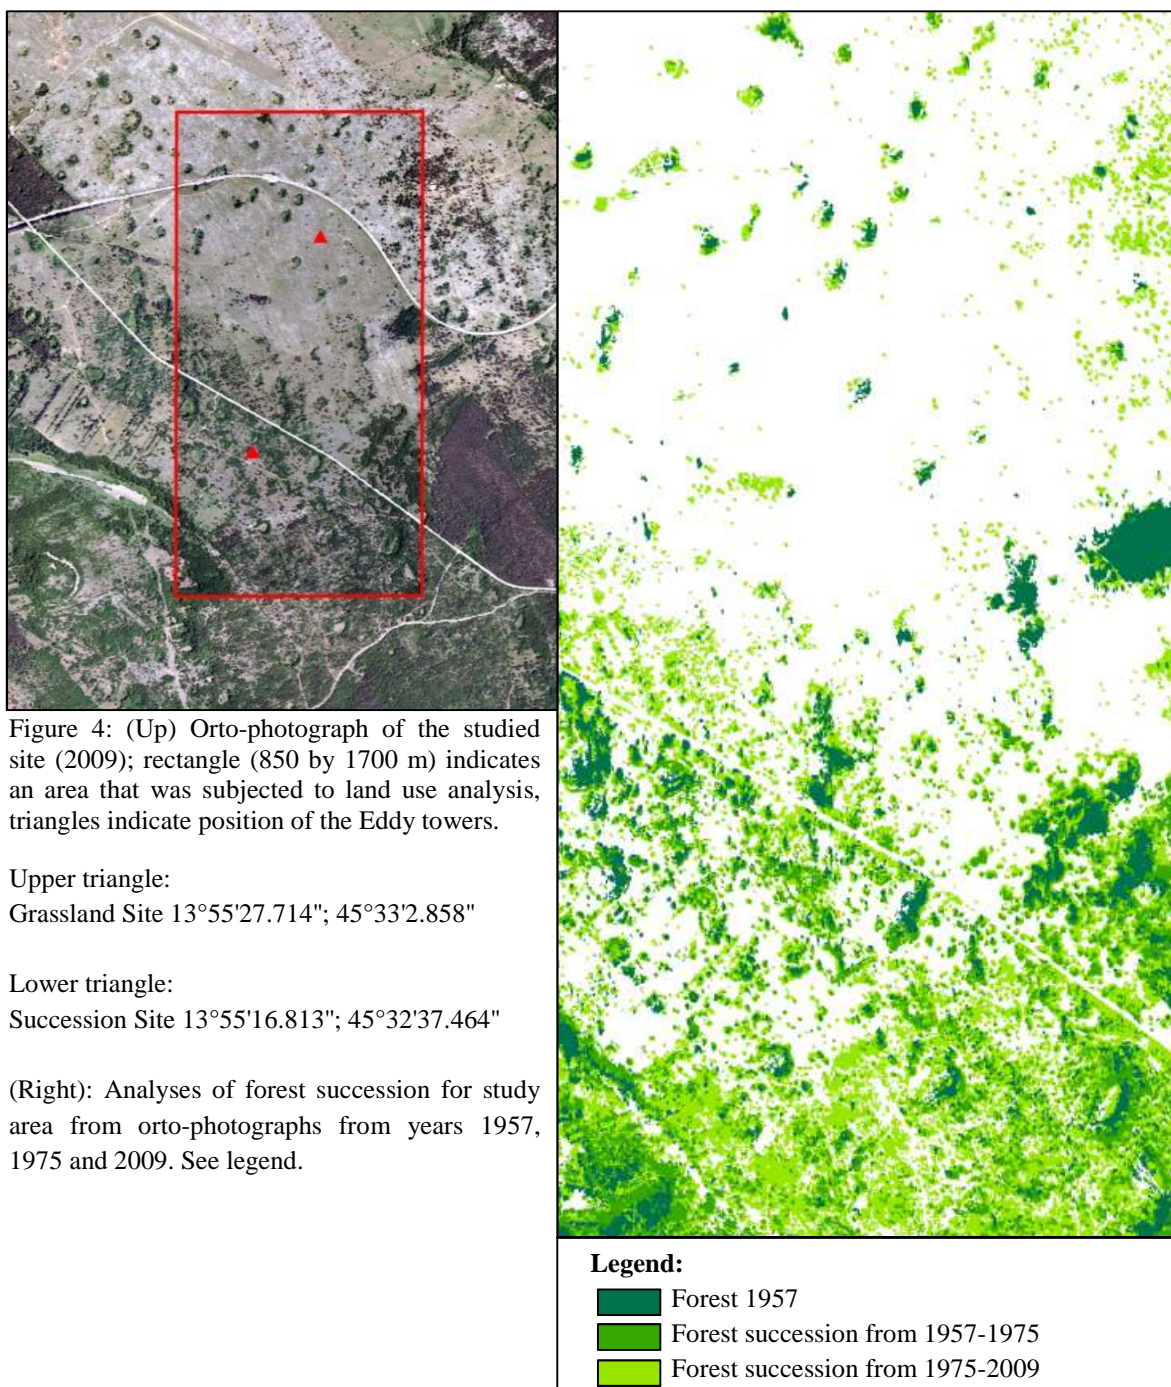 Figure 4: (Up) Orto-photograph of the studied
site (2009); rectangle (850 by 1700 m) indicates
an area that was subjected to land use analysis,
triangles indicate position of the Eddy towers.
Upper triangle:
Grassland Site 13°55'27.714"; 45°33'2.858"
Lower triangle:
Succession Site 13°55'16.813"; 45°32'37.464"
(Right): Analyses of forest succession for study
area from orto-photographs from years 1957,
1975 and 2009. See legend.
Legend:
Forest 1957
Forest succession from 1957-1975
Forest succession from 1975-2009